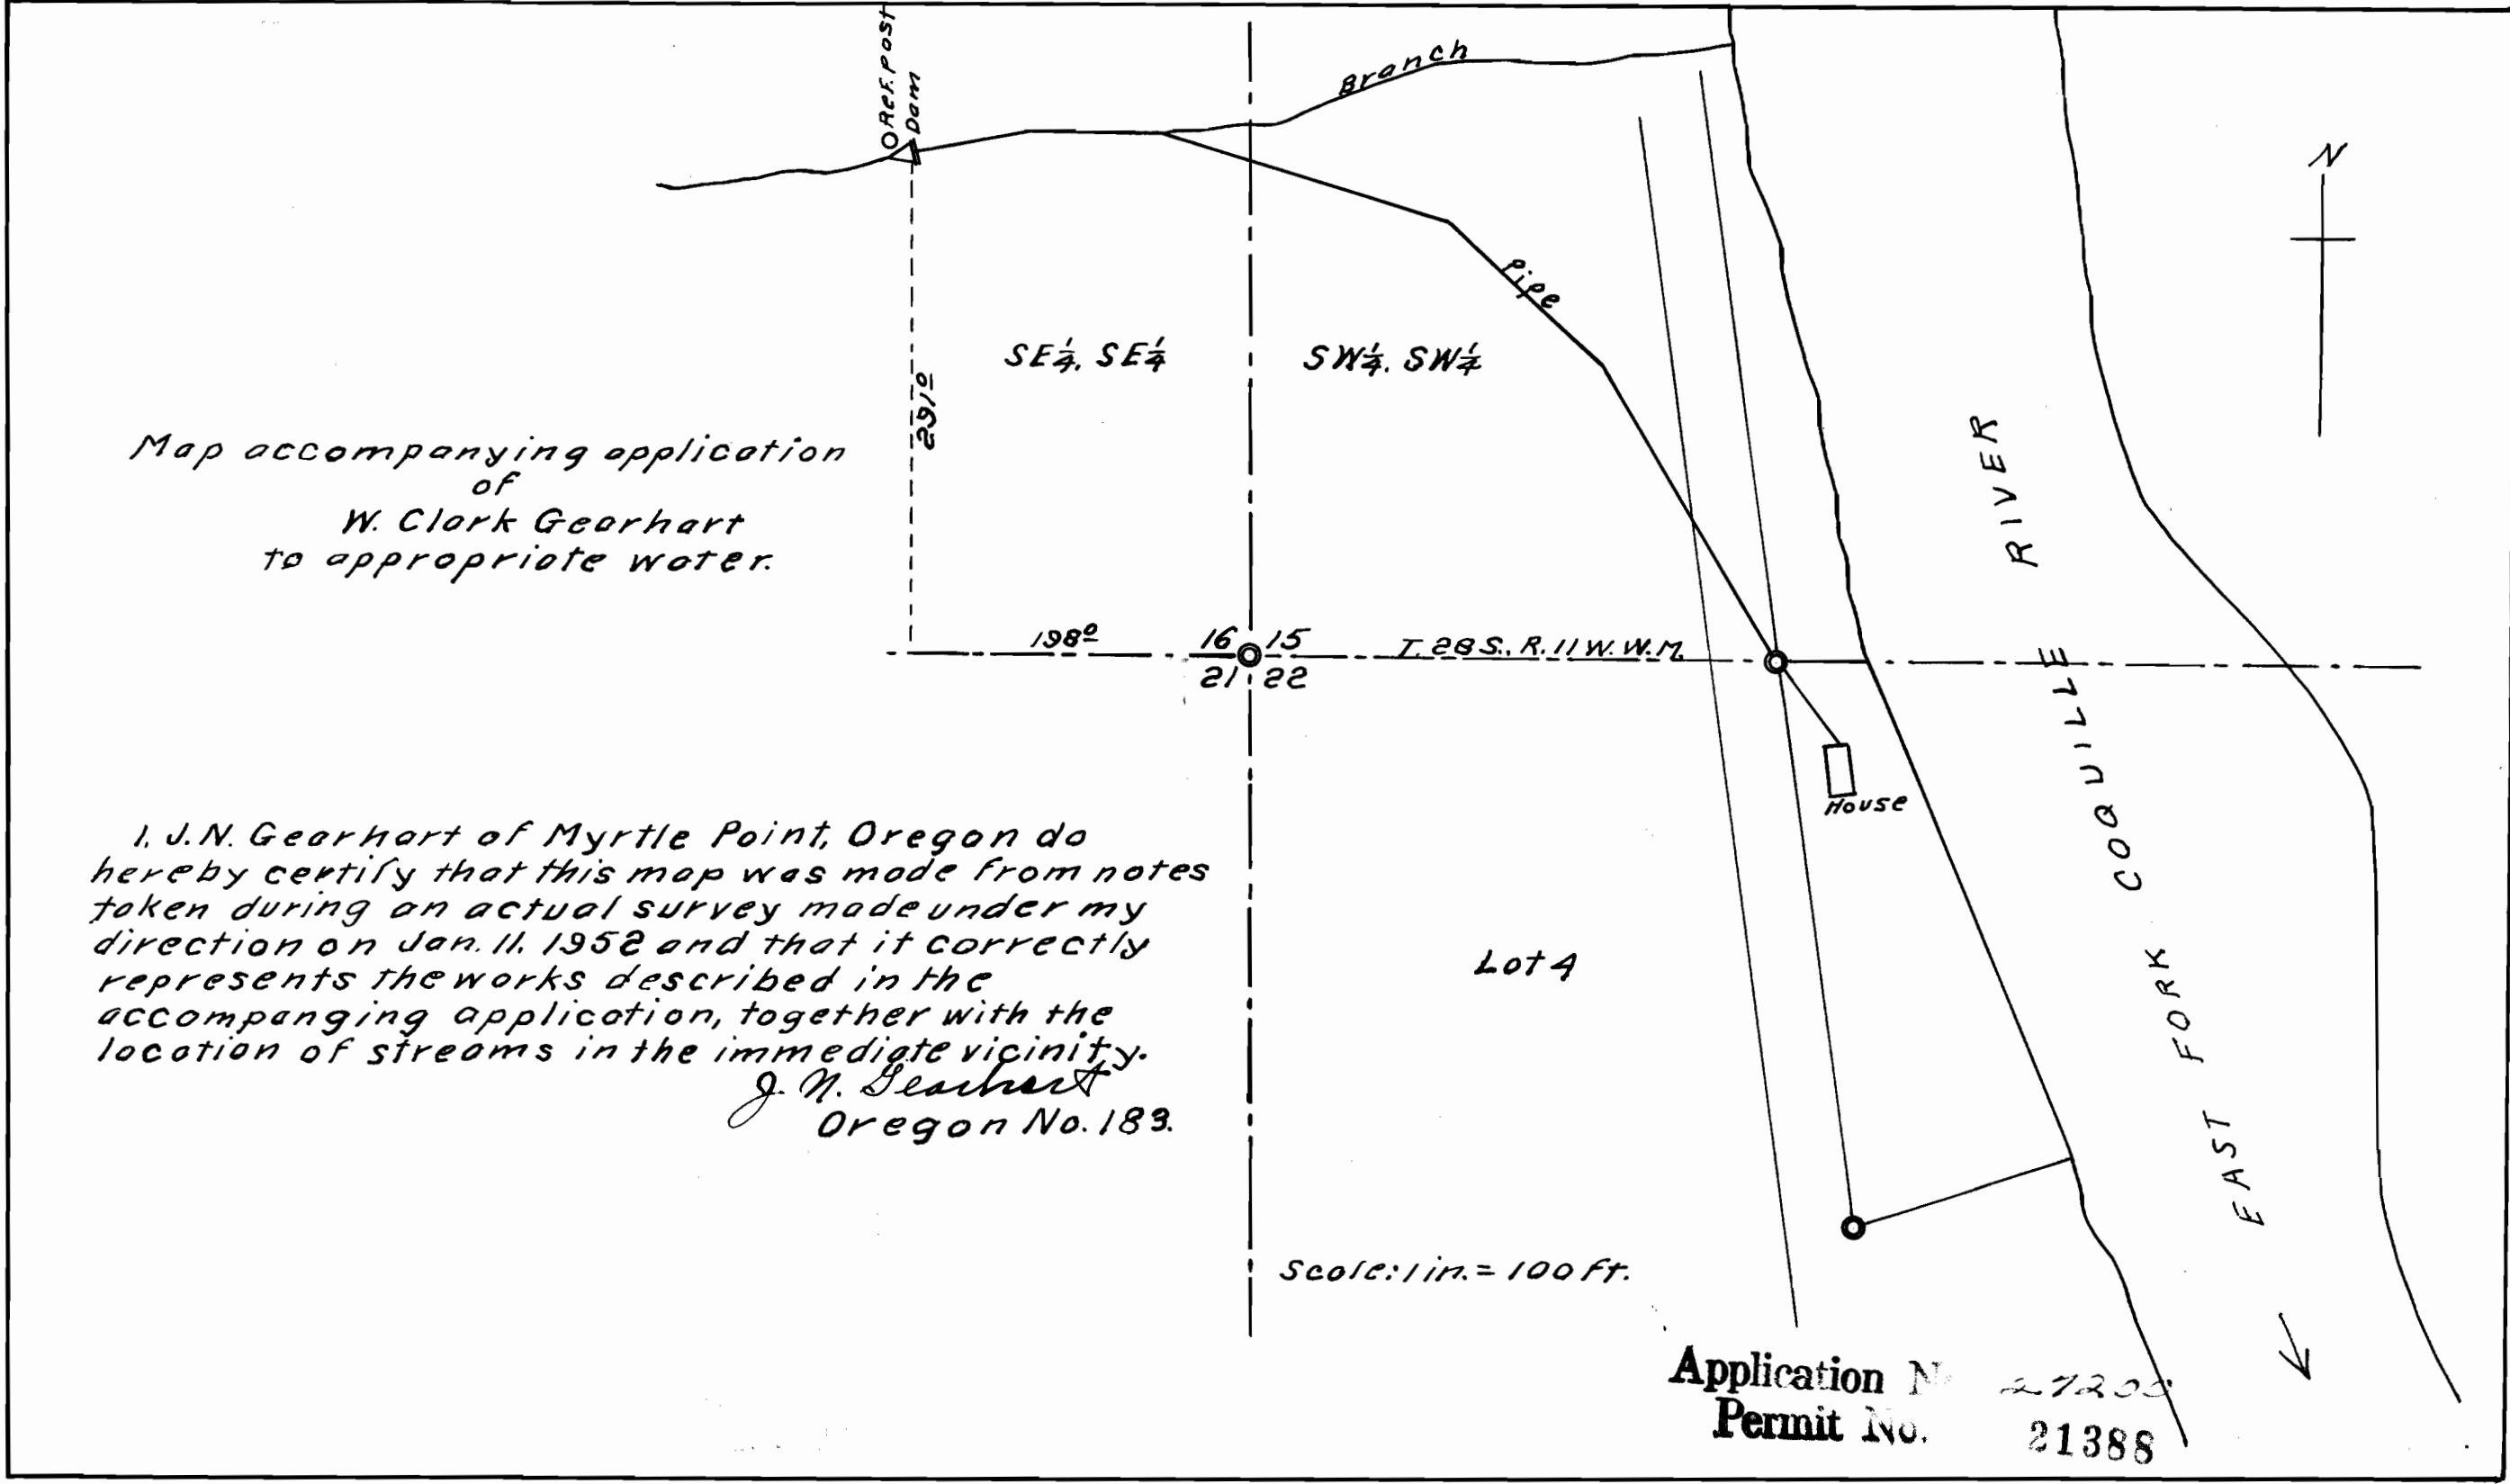 Ref. Post
Dam
Branch
N
Pipe
SE¼, SE¼
SW¼, SW¼
291º
RIVER
Map accompanying application
of
W. Clark Gearhart
to appropriate water.
198º
16 15
T. 28 S., R. 11 W. W. M.
21 22
House
EAST FORK COQUILLE
I, J.N. Gearhart of Myrtle Point, Oregon do
hereby certify that this map was made from notes
taken during an actual survey made under my
direction on Jan. 11, 1952 and that it correctly
represents the works described in the
accompanging application, together with the
location of streams in the immediate vicinity.
J. N. Gearhart
Oregon No. 183.
Lot 4
Scale: 1 in. = 100 ft.
Application N
Permit No. 21388